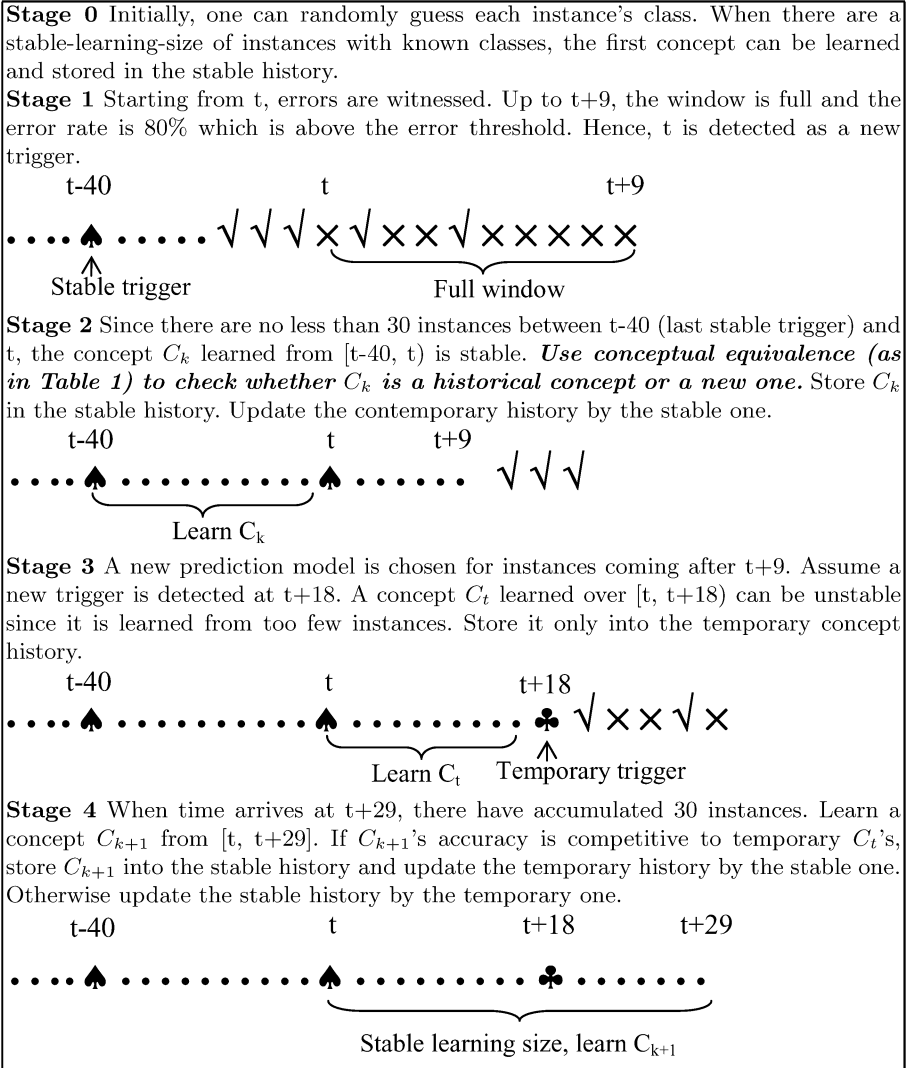 Stage 0 Initially, one can randomly guess each instance's class. When there are a
stable-learning-size of instances with known classes, the first concept can be learned
and stored in the stable history.
Stage 1 Starting from t, errors are witnessed. Up to t+9, the window is full and the
error rate is 80% which is above the error threshold. Hence, t is detected as a new
trigger.
t-40 t t+9
....♠......√√√×√××√×××××
Stable trigger Full window
Stage 2 Since there are no less than 30 instances between t-40 (last stable trigger) and
t, the concept Ck learned from [t-40, t) is stable. Use conceptual equivalence (as
in Table 1) to check whether Ck is a historical concept or a new one. Store Ck
in the stable history. Update the contemporary history by the stable one.
t-40 t t+9
....♠...........♠...... √√√
Learn Ck
Stage 3 A new prediction model is chosen for instances coming after t+9. Assume a
new trigger is detected at t+18. A concept Ct learned over [t, t+18) can be unstable
since it is learned from too few instances. Store it only into the temporary concept
history.
t-40 t t+18
....♠...........♠.........♣√××√×
Learn Ct Temporary trigger
Stage 4 When time arrives at t+29, there have accumulated 30 instances. Learn a
concept Ck+1 from [t, t+29]. If Ck+1's accuracy is competitive to temporary Ct's,
store Ck+1 into the stable history and update the temporary history by the stable one.
Otherwise update the stable history by the temporary one.
t-40 t t+18 t+29
....♠...........♠.........♣.......
Stable learning size, learn Ck+1